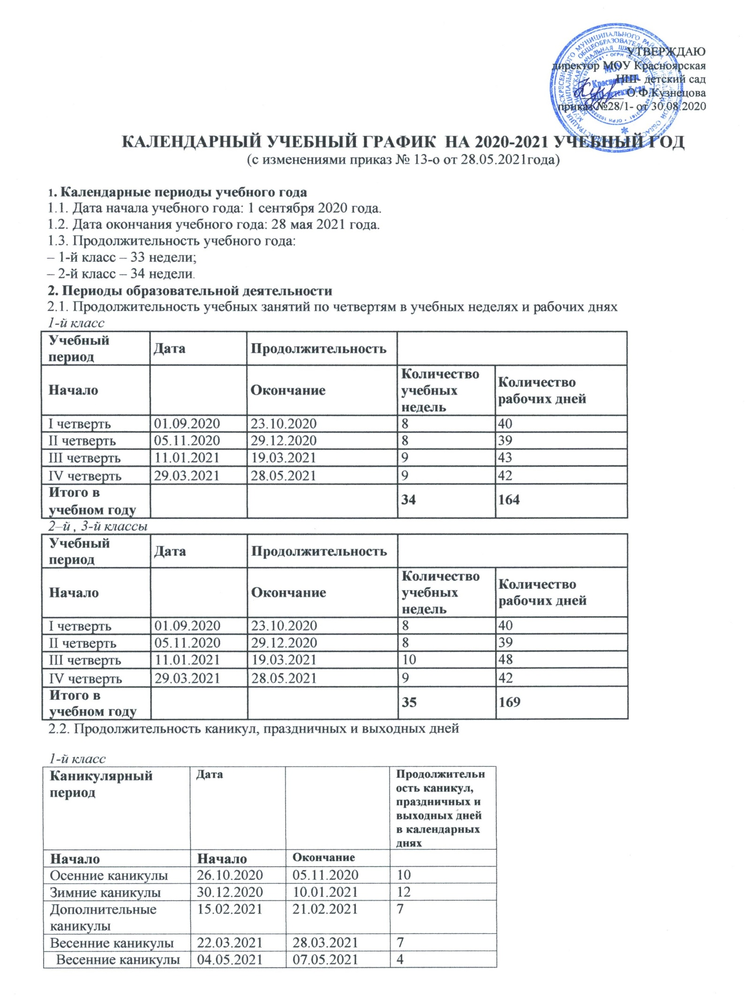 УТВЕРЖДАЮ
директор МОУ Красноярская
НШ- детский сад
О.Ф.Кузнецова
приказ №28/1- от 30.08.2020
МОУ
Красноярская
НШ-детский сад
КАЛЕНДАРНЫЙ УЧЕБНЫЙ ГРАФИК НА 2020-2021 УЧЕБНЫЙ ГОД
(с изменениями приказ № 13-о от 28.05.2021года)
1. Календарные периоды учебного года
1.1. Дата начала учебного года: 1 сентября 2020 года.
1.2. Дата окончания учебного года: 28 мая 2021 года.
1.3. Продолжительность учебного года:
– 1-й класс – 33 недели;
– 2-й класс – 34 недели.
2. Периоды образовательной деятельности
2.1. Продолжительность учебных занятий по четвертям в учебных неделях и рабочих днях
1-й класс
Учебный период Дата Продолжительность
Начало Окончание Количество учебных недель Количество рабочих дней
I четверть 01.09.2020 23.10.2020 8 40
II четверть 05.11.2020 29.12.2020 8 39
III четверть 11.01.2021 19.03.2021 9 43
IV четверть 29.03.2021 28.05.2021 9 42
Итого в учебном году 34 164
2–й , 3-й классы
Учебный период Дата Продолжительность
Начало Окончание Количество учебных недель Количество рабочих дней
I четверть 01.09.2020 23.10.2020 8 40
II четверть 05.11.2020 29.12.2020 8 39
III четверть 11.01.2021 19.03.2021 10 48
IV четверть 29.03.2021 28.05.2021 9 42
Итого в учебном году 35 169
2.2. Продолжительность каникул, праздничных и выходных дней
1-й класс
Каникулярный период Дата Продолжительн ость каникул, праздничных и выходных дней в календарных днях
Начало Начало Окончание
Осенние каникулы 26.10.2020 05.11.2020 10
Зимние каникулы 30.12.2020 10.01.2021 12
Дополнительные каникулы 15.02.2021 21.02.2021 7
Весенние каникулы 22.03.2021 28.03.2021 7
Весенние каникулы 04.05.2021 07.05.2021 4